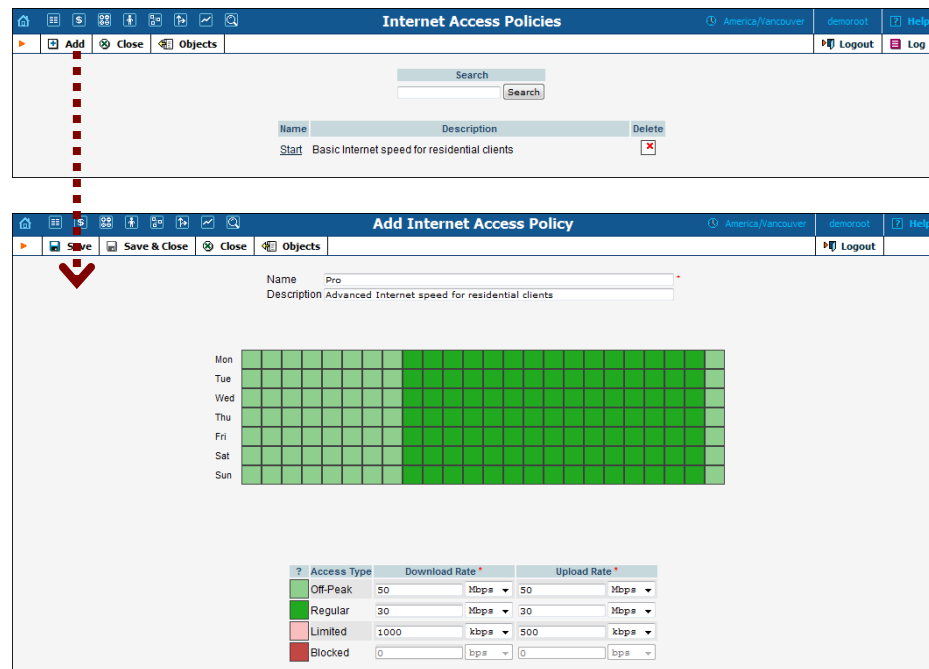 Internet Access Policies America/Vancouver demoroot ? Help
Add Close Objects Logout Log
Search
Search
Name Description Delete
Start Basic Internet speed for residential clients
Add Internet Access Policy America/Vancouver demoroot ? Help
Save Save & Close Close Objects Logout
Name Pro *
Description Advanced Internet speed for residential clients
Mon
Tue
Wed
Thu
Fri
Sat
Sun
? Access Type Download Rate * Upload Rate *
Off-Peak 50 Mbps 50 Mbps
Regular 30 Mbps 30 Mbps
Limited 1000 kbps 500 kbps
Blocked 0 bps 0 bps